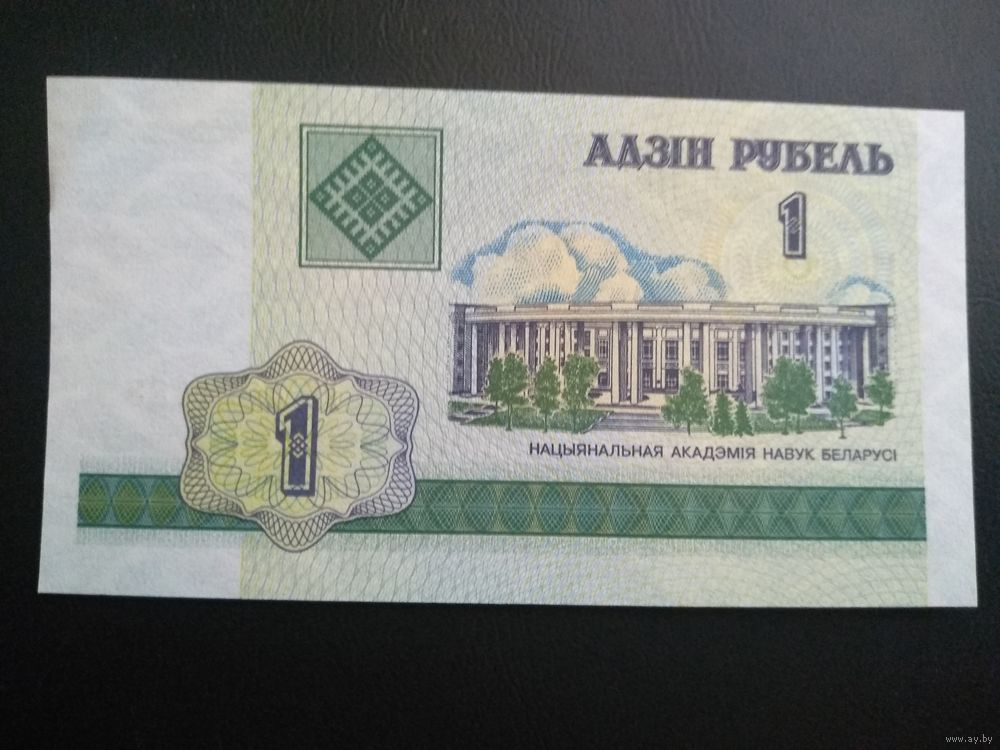 АДЗІН РУБЕЛЬ
1
НАЦЫЯНАЛЬНАЯ АКАДЭМІЯ НАВУК БЕЛАРУСІ
1
www.ay.by